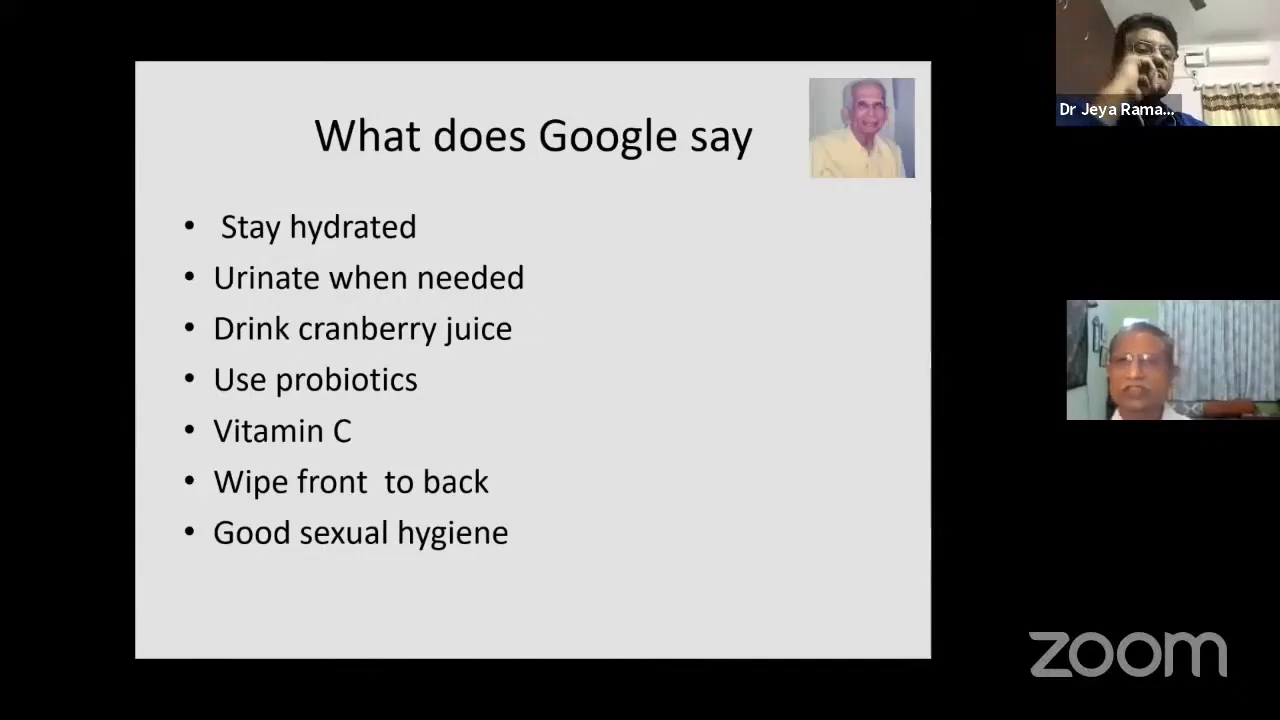 What does Google say
• Stay hydrated
• Urinate when needed
• Drink cranberry juice
• Use probiotics
• Vitamin C
• Wipe front to back
• Good sexual hygiene
Dr Jeya Rama...
zoom